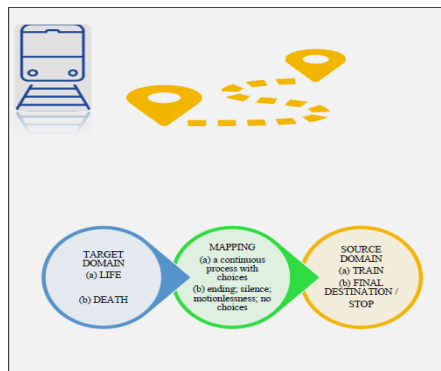 TARGET
DOMAIN
(a) LIFE
(b) DEATH
MAPPING
(a) a continuous
process with
choices
(b) ending; silence;
motionlessness; no
choices
SOURCE
DOMAIN
(a) TRAIN
(b) FINAL
DESTINATION /
STOP